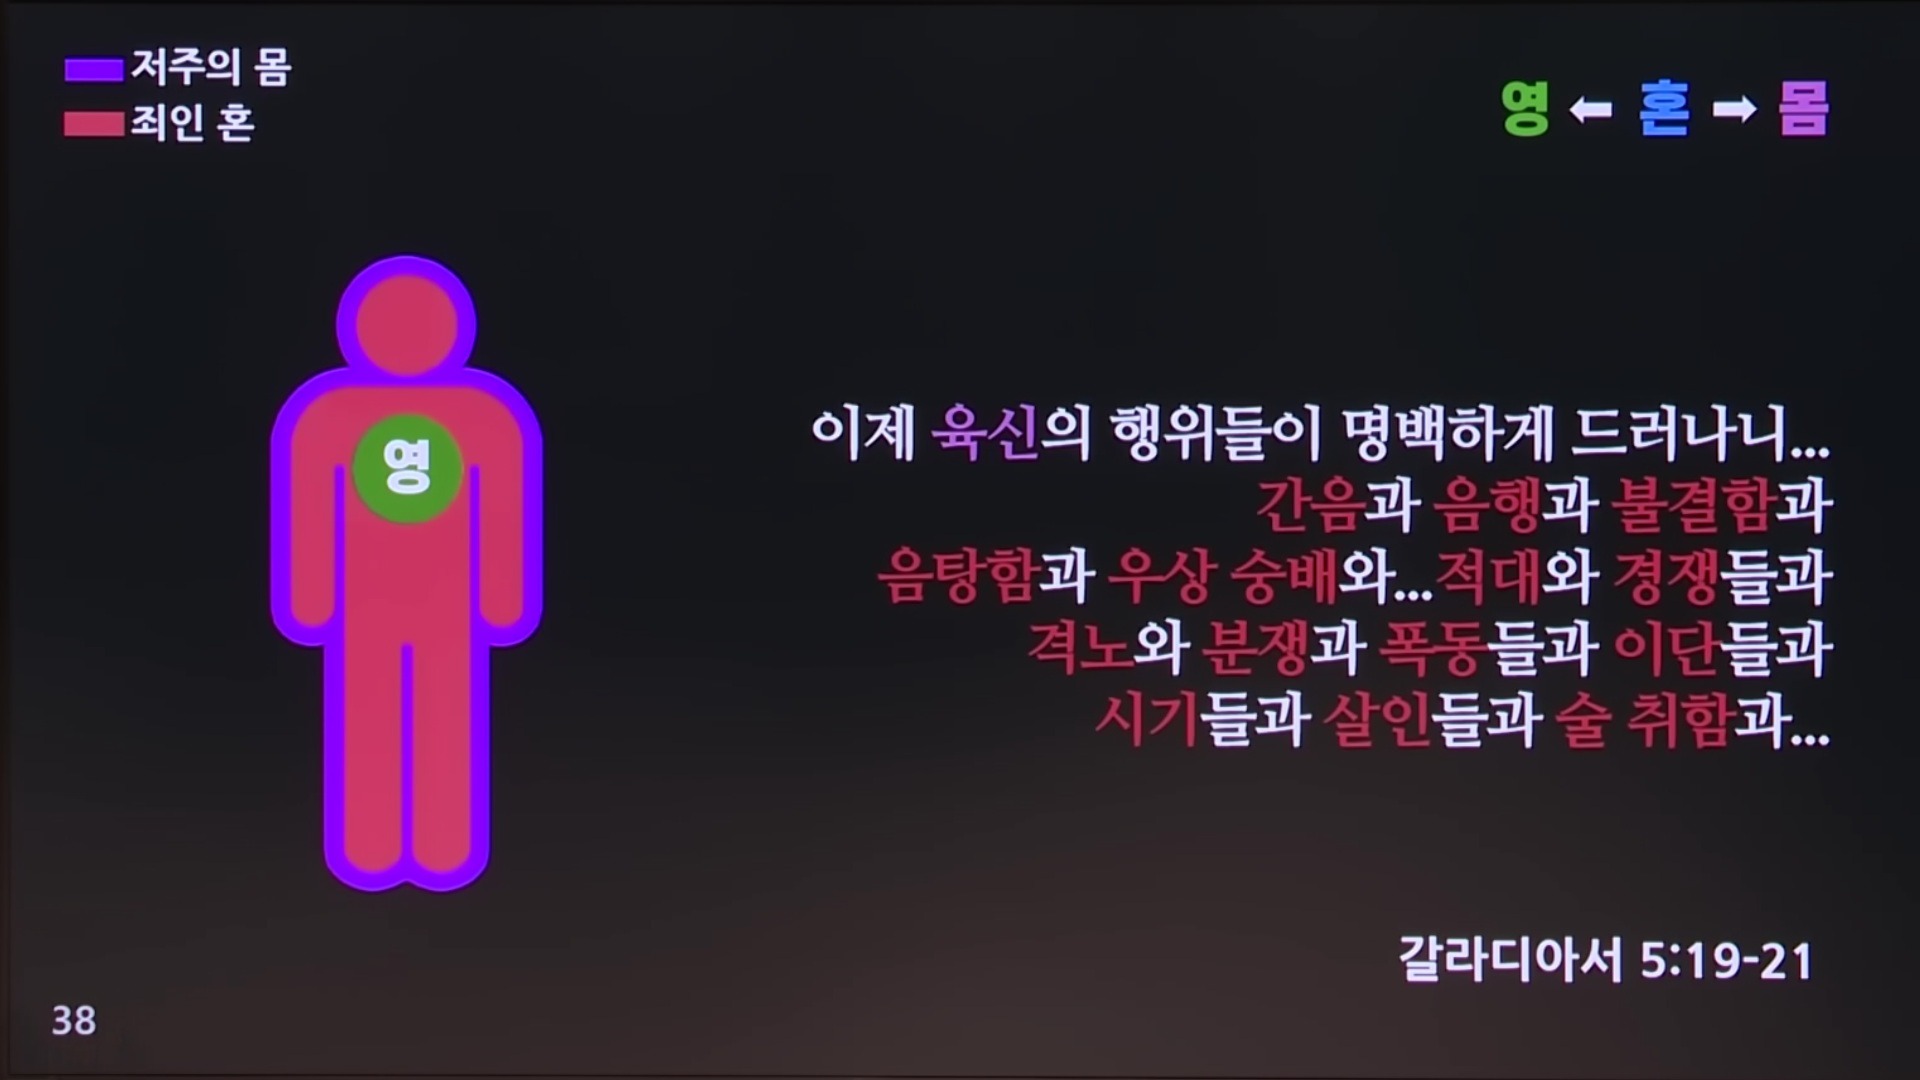 저주의 몸
죄인 혼
영 ← 혼 → 몸
영
이제 육신의 행위들이 명백하게 드러나니...
간음과 음행과 불결함과
음탕함과 우상 숭배와...적대와 경쟁들과
격노와 분쟁과 폭동들과 이단들과
시기들과 살인들과 술 취함과...
갈라디아서 5:19-21
38